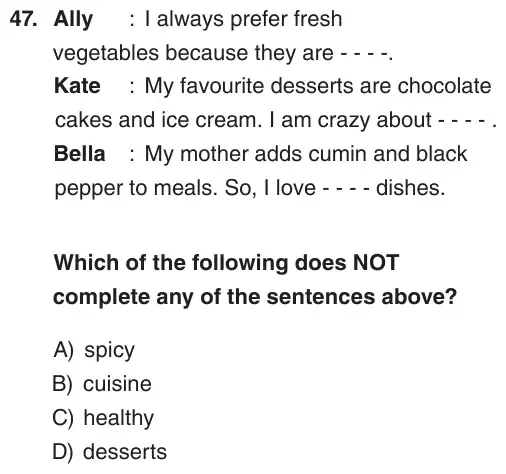 47. Ally : I always prefer fresh
vegetables because they are - - - -.
Kate : My favourite desserts are chocolate
cakes and ice cream. I am crazy about - - - - .
Bella : My mother adds cumin and black
pepper to meals. So, I love - - - - dishes.
Which of the following does NOT
complete any of the sentences above?
A) spicy
B) cuisine
C) healthy
D) desserts